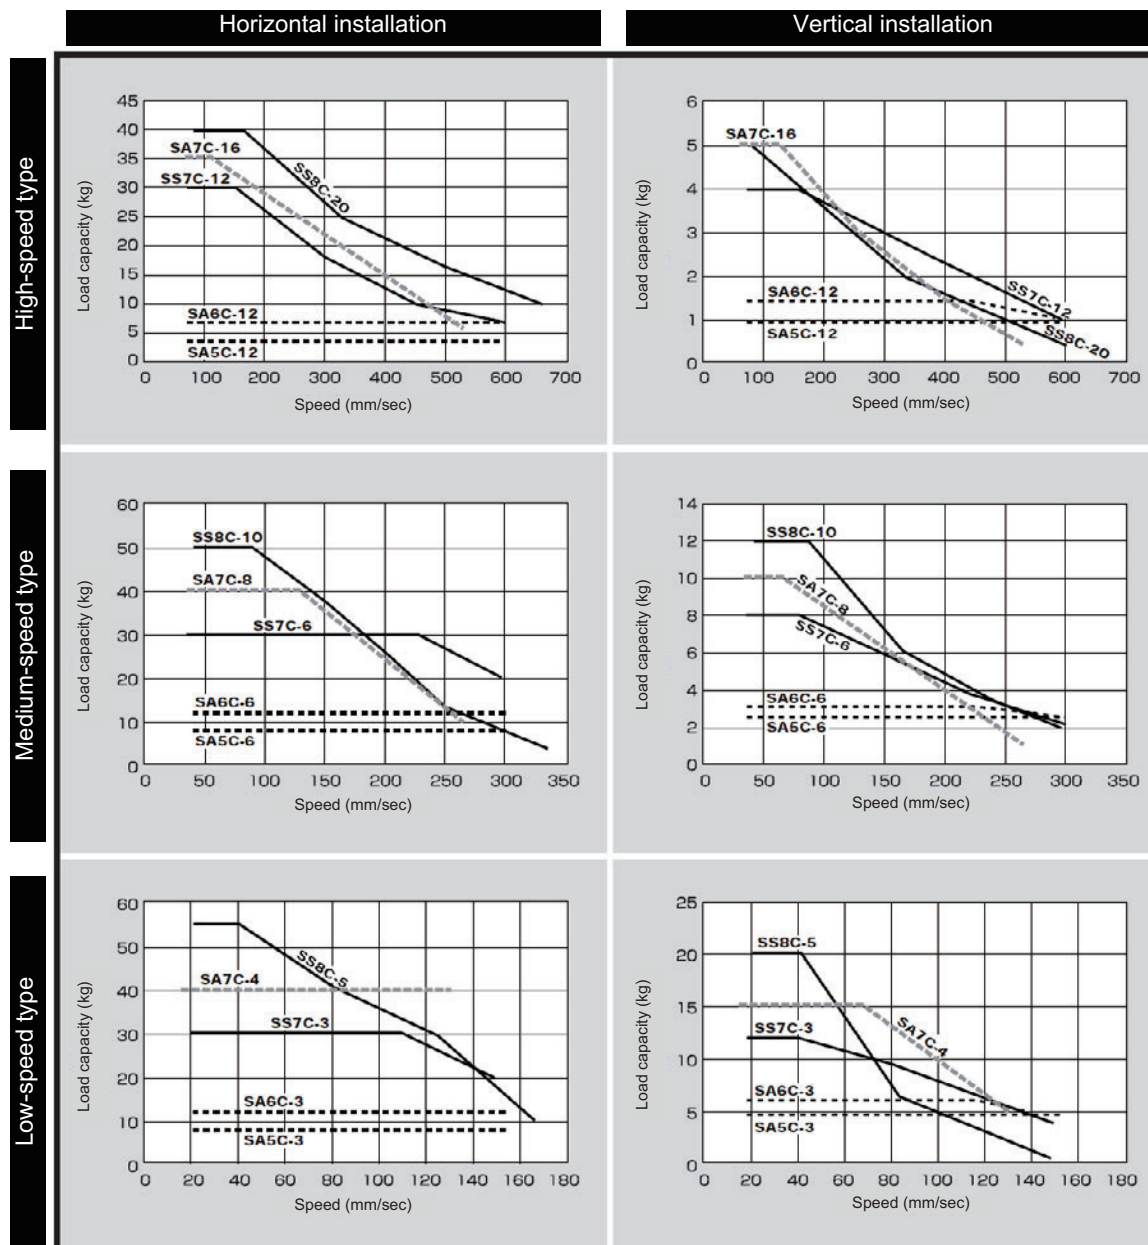 Horizontal installation
Vertical installation
High-speed type
Load capacity (kg)
45
40
35
30
25
20
15
10
5
0
SA7C-16
SS7C-12
SS8C-20
SA6C-12
SA5C-12
0 100 200 300 400 500 600 700
Speed (mm/sec)
Load capacity (kg)
6
5
4
3
2
1
0
SA7C-16
SA6C-12
SA5C-12
SS7C-12
SS8C-20
0 100 200 300 400 500 600 700
Speed (mm/sec)
Medium-speed type
Load capacity (kg)
60
50
40
30
20
10
0
SS8C-10
SA7C-8
SS7C-6
SA6C-6
SA5C-6
0 50 100 150 200 250 300 350
Speed (mm/sec)
Load capacity (kg)
14
12
10
8
6
4
2
0
SS8C-10
SA7C-8
SS7C-6
SA6C-6
SA5C-6
0 50 100 150 200 250 300 350
Speed (mm/sec)
Low-speed type
Load capacity (kg)
60
50
40
30
20
10
0
SS8C-5
SA7C-4
SS7C-3
SA6C-3
SA5C-3
0 20 40 60 80 100 120 140 160 180
Speed (mm/sec)
Load capacity (kg)
25
20
15
10
5
0
SS8C-5
SS7C-3
SA7C-4
SA6C-3
SA5C-3
0 20 40 60 80 100 120 140 160 180
Speed (mm/sec)